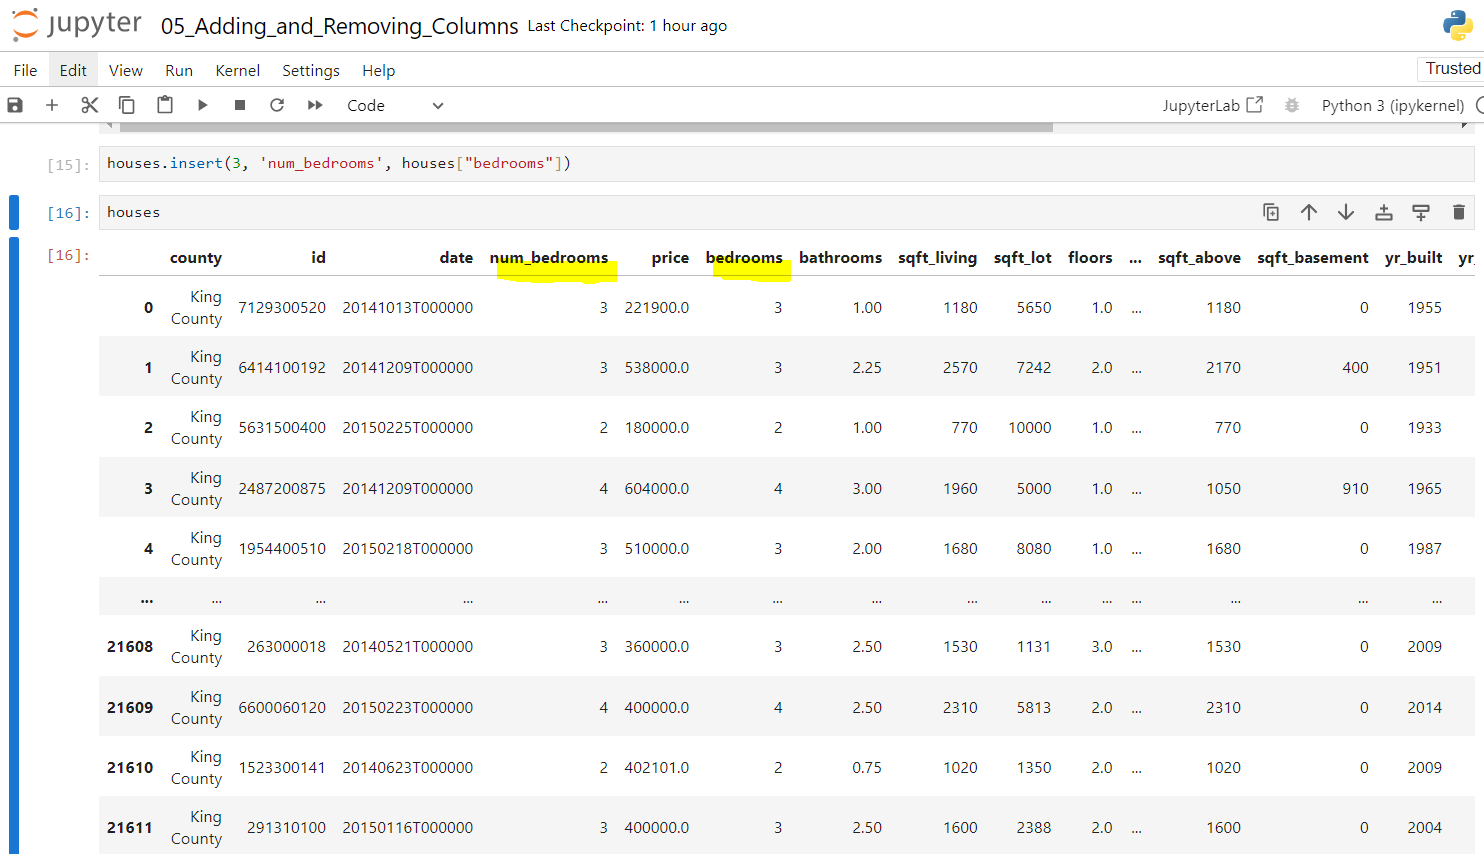 jupyter 05_Adding_and_Removing_Columns Last Checkpoint: 1 hour ago
File Edit View Run Kernel Settings Help Trusted
Code JupyterLab Python 3 (ipykernel)
[15]: houses.insert(3, 'num_bedrooms', houses["bedrooms"])
[16]: houses
[16]:
county id date num_bedrooms price bedrooms bathrooms sqft_living sqft_lot floors ... sqft_above sqft_basement yr_built yr_
0 King County 7129300520 20141013T000000 3 221900.0 3 1.00 1180 5650 1.0 ... 1180 0 1955
1 King County 6414100192 20141209T000000 3 538000.0 3 2.25 2570 7242 2.0 ... 2170 400 1951
2 King County 5631500400 20150225T000000 2 180000.0 2 1.00 770 10000 1.0 ... 770 0 1933
3 King County 2487200875 20141209T000000 4 604000.0 4 3.00 1960 5000 1.0 ... 1050 910 1965
4 King County 1954400510 20150218T000000 3 510000.0 3 2.00 1680 8080 1.0 ... 1680 0 1987
... ... ... ... ... ... ... ... ... ... ... ... ... ... ...
21608 King County 263000018 20140521T000000 3 360000.0 3 2.50 1530 1131 3.0 ... 1530 0 2009
21609 King County 6600060120 20150223T000000 4 400000.0 4 2.50 2310 5813 2.0 ... 2310 0 2014
21610 King County 1523300141 20140623T000000 2 402101.0 2 0.75 1020 1350 2.0 ... 1020 0 2009
21611 King County 291310100 20150116T000000 3 400000.0 3 2.50 1600 2388 2.0 ... 1600 0 2004